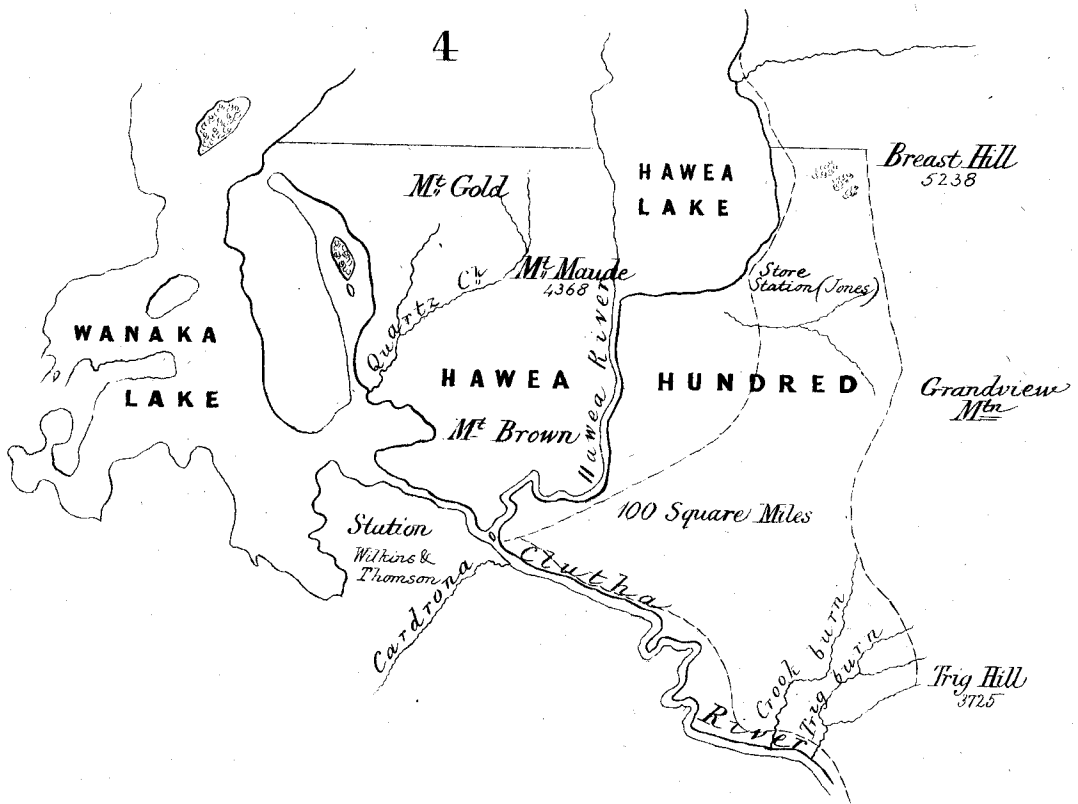 4
Breast Hill
5238
HAWEA
LAKE
Mt Gold
Mt Maude
4368
Store
Station (Jones)
Quartz Ck
WANAKA
LAKE
HAWEA HUNDRED
Hawea River
Grandview
Mtn
Mt Brown
100 Square Miles
Station
Wilkins &
Thomson
Clutha River
Cardrona
Crook burn
Trig burn
Trig Hill
3725